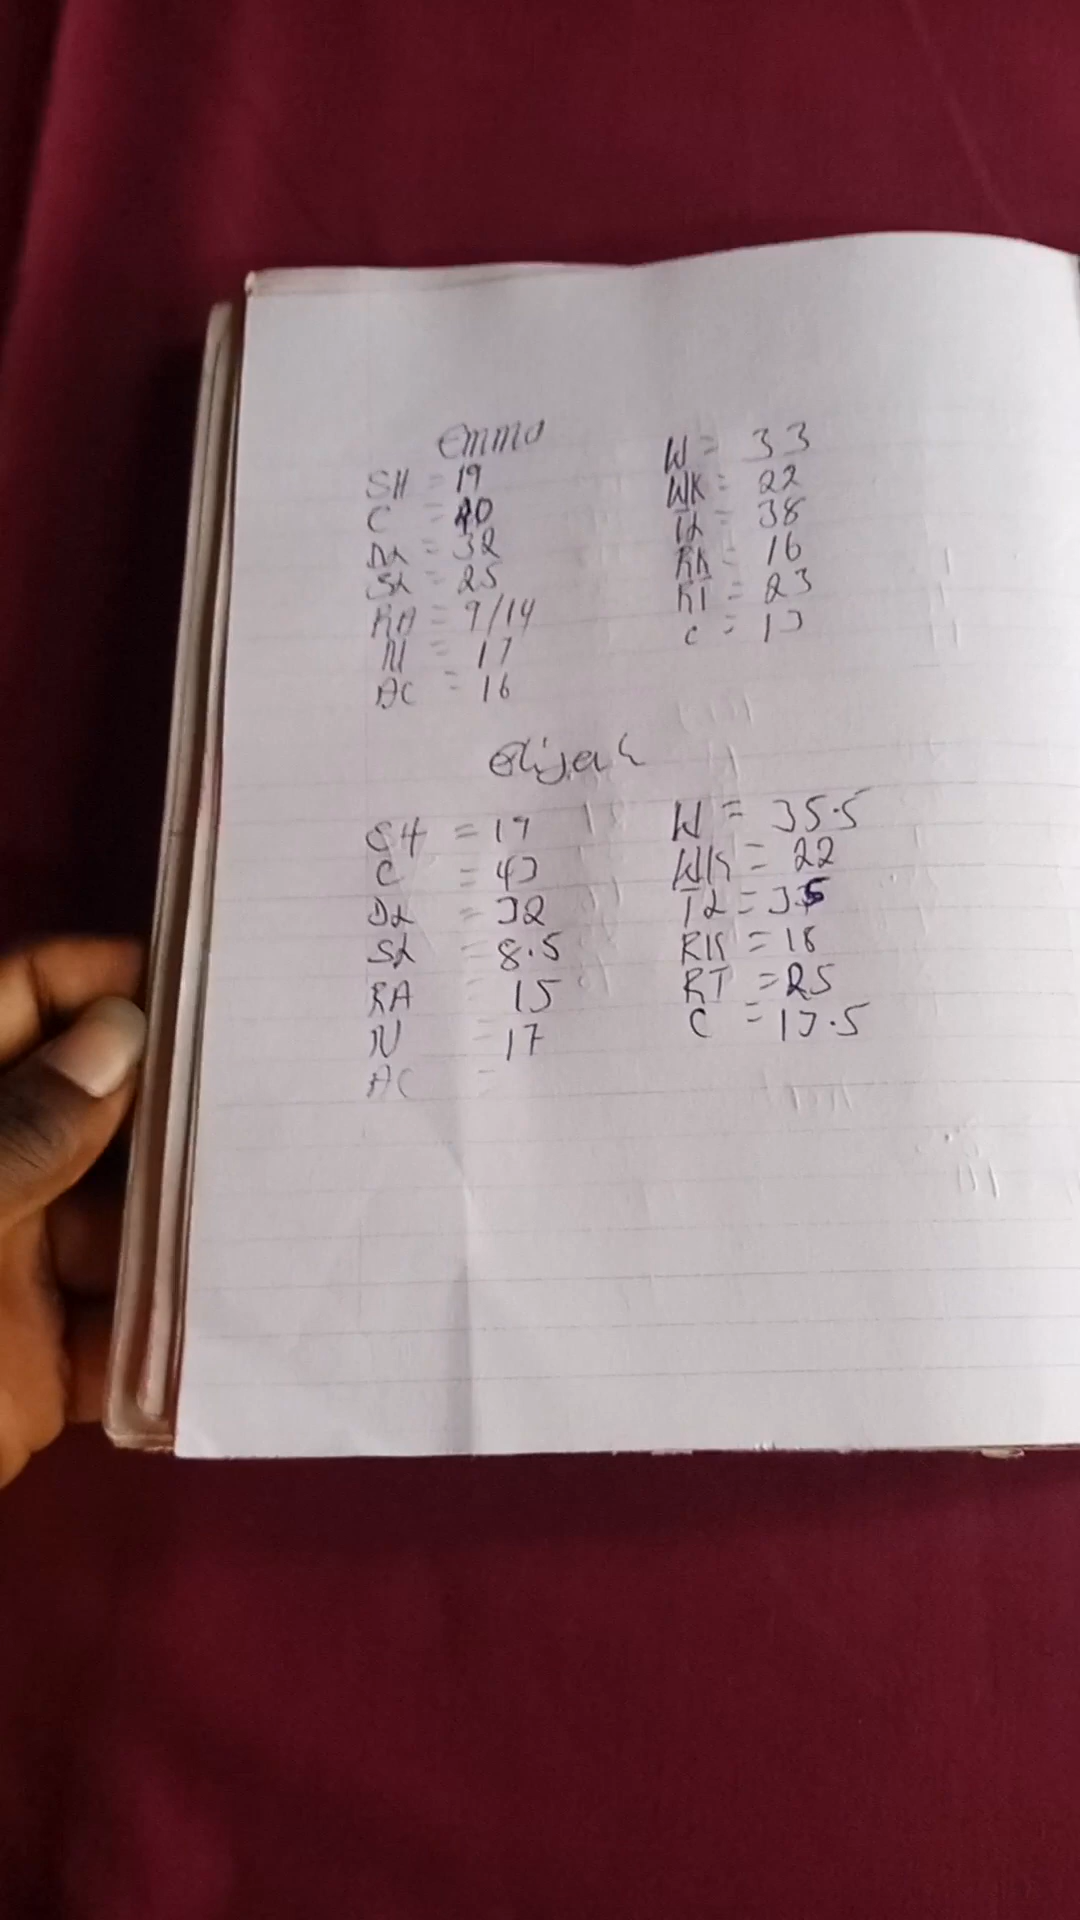 Emma
SH = 19
C = 40
DL = 32
SL = 25
RA = 9/14
N = 17
AC = 16
W = 33
WK = 22
TL = 38
RK = 16
RT = 23
C = 13
Elijah
SH = 19
C = 43
DL = 32
SL = 8.5
RA = 15
N = 17
AC =
W = 35.5
WK = 22
TL = 35
RK = 18
RT = 25
C = 13.5